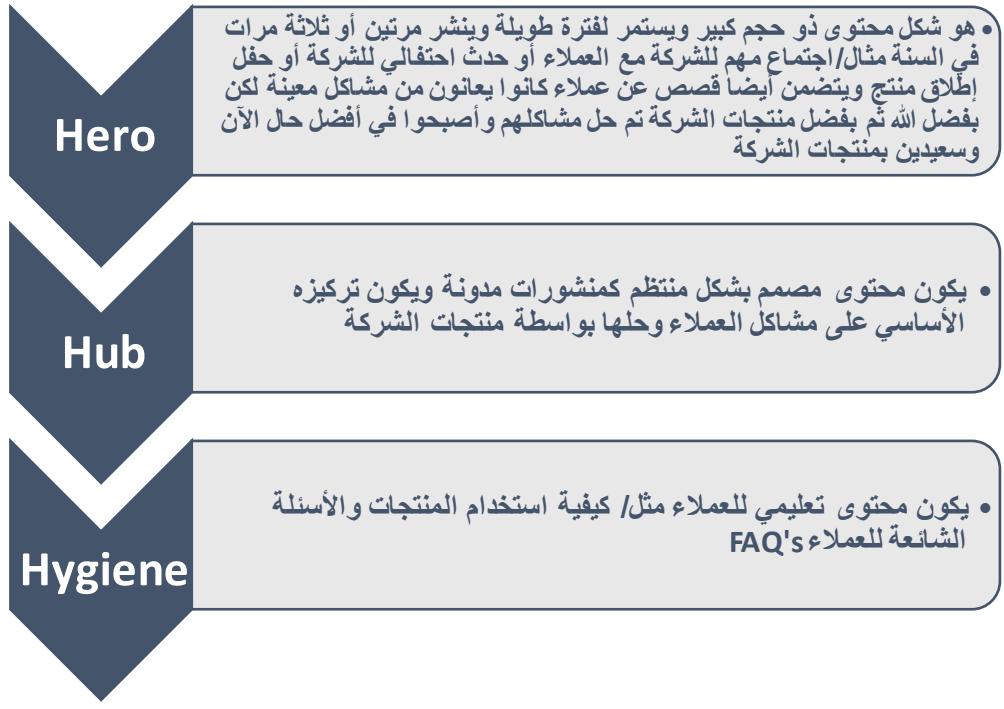 Hero
• هو شكل محتوى ذو حجم كبير ويستمر لفترة طويلة وينشر مرتين أو ثلاثة مرات
في السنة مثال/اجتماع مهم للشركة مع العملاء أو حدث احتفالي للشركة أو حفل
إطلاق منتج ويتضمن أيضا قصص عن عملاء كانوا يعانون من مشاكل معينة لكن
بفضل الله ثم بفضل منتجات الشركة تم حل مشاكلهم وأصبحوا في أفضل حال الآن
وسعيدين بمنتجات الشركة
Hub
• يكون محتوى مصمم بشكل منتظم كمنشورات مدونة ويكون تركيزه
الأساسي على مشاكل العملاء وحلها بواسطة منتجات الشركة
Hygiene
• يكون محتوى تعليمي للعملاء مثل/ كيفية استخدام المنتجات والأسئلة
الشائعة للعملاء FAQ's